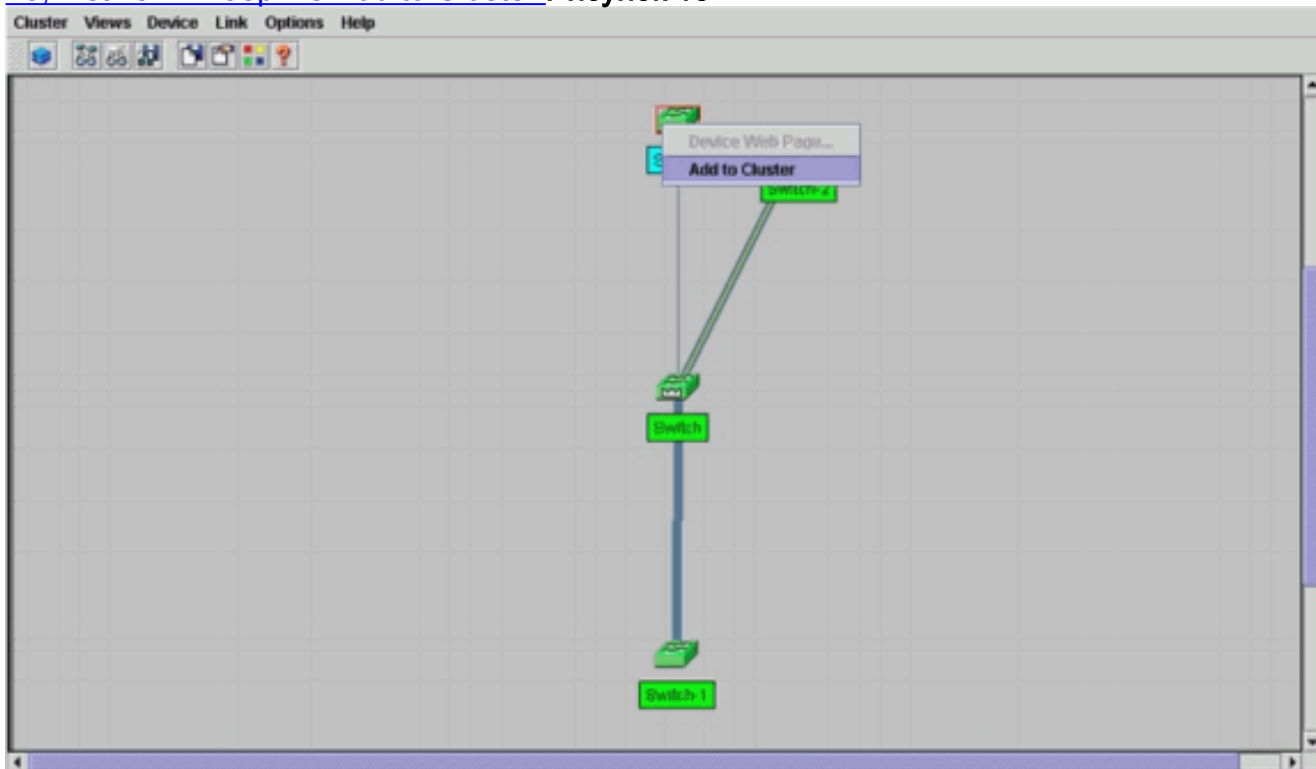 Cluster Views Device Link Options Help
Device Web Page...
Add to Cluster
S
Switch-2
Switch
Switch-1